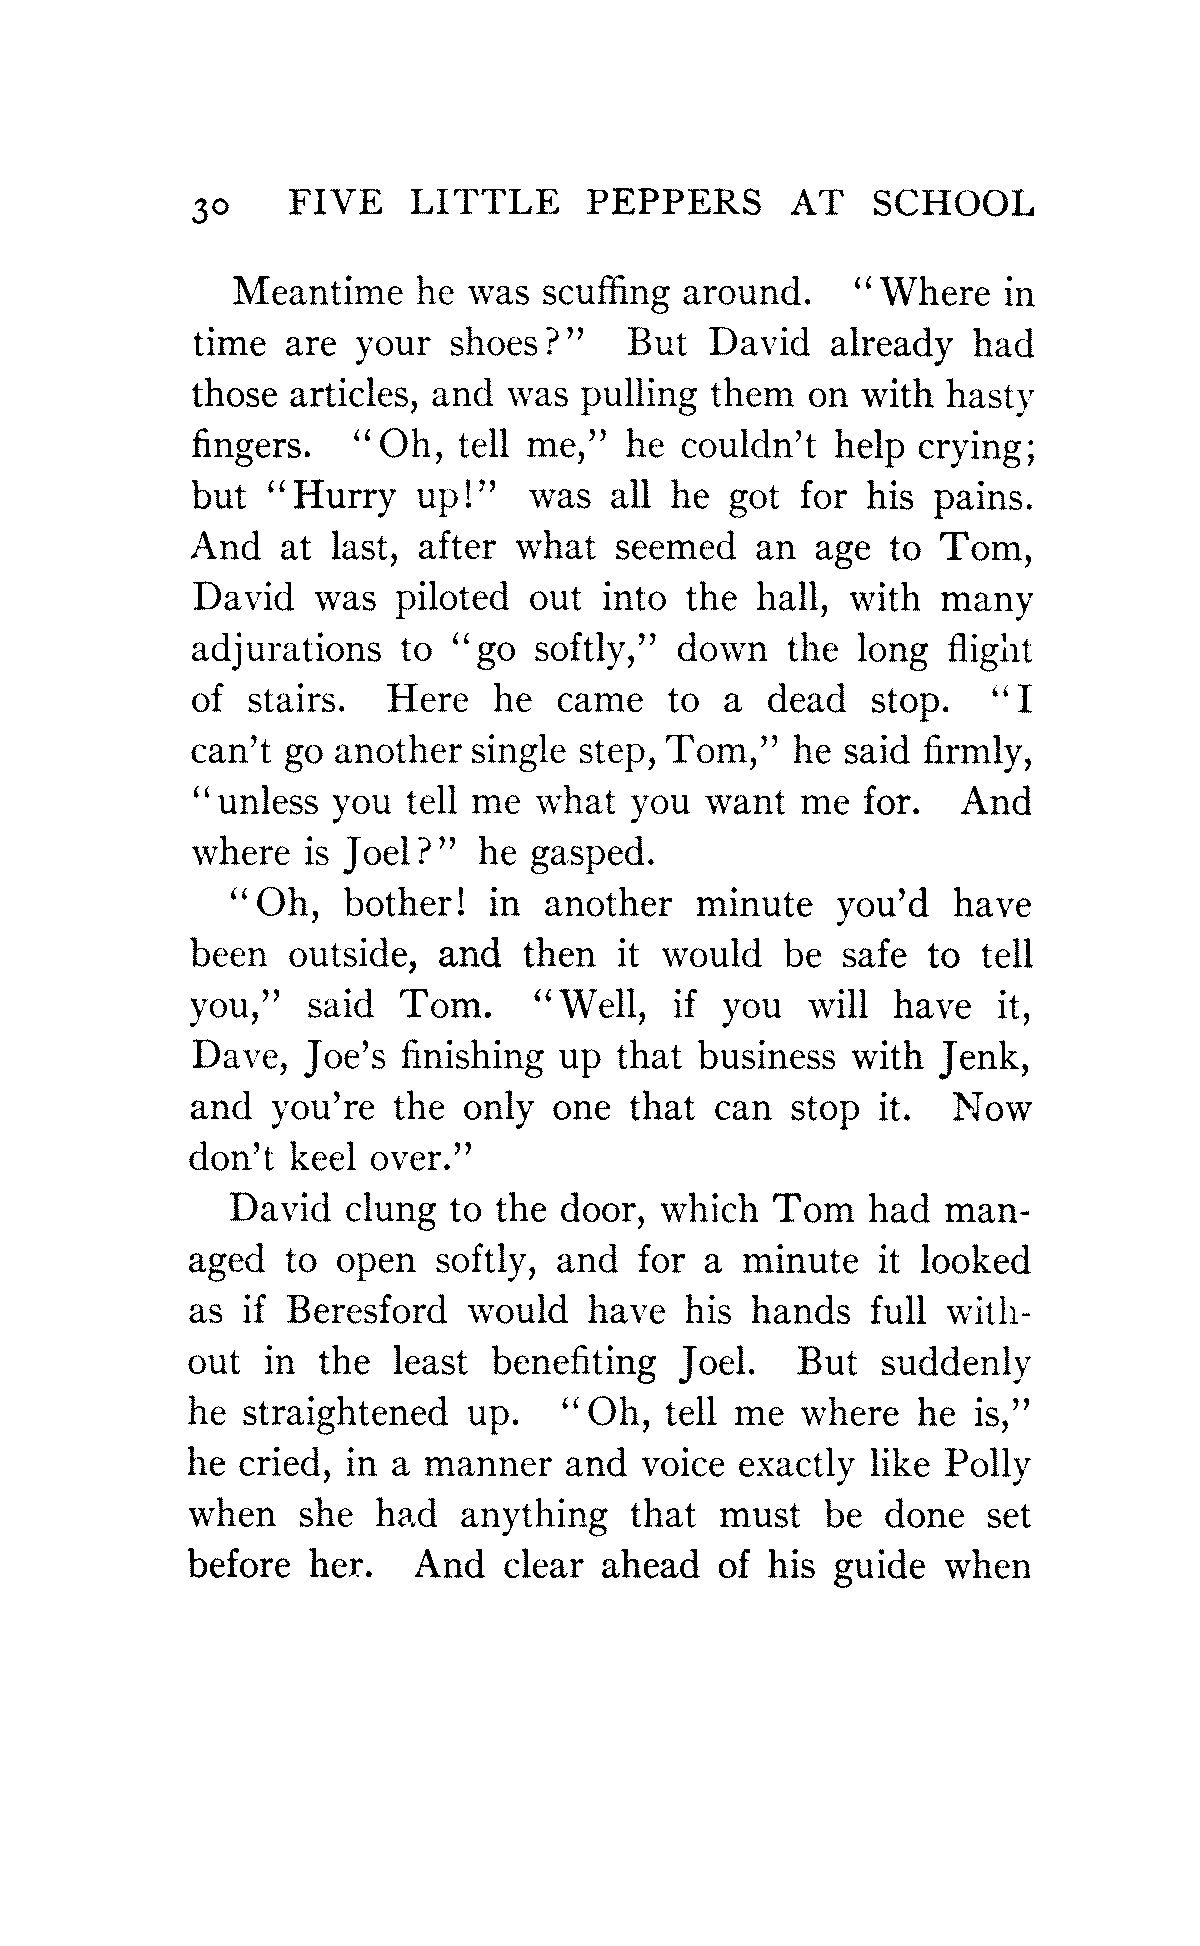 30 FIVE LITTLE PEPPERS AT SCHOOL
Meantime he was scuffing around. "Where in
time are your shoes?" But David already had
those articles, and was pulling them on with hasty
fingers. "Oh, tell me," he couldn't help crying;
but "Hurry up!" was all he got for his pains.
And at last, after what seemed an age to Tom,
David was piloted out into the hall, with many
adjurations to "go softly," down the long flight
of stairs. Here he came to a dead stop. "I
can't go another single step, Tom," he said firmly,
"unless you tell me what you want me for. And
where is Joel?" he gasped.
"Oh, bother! in another minute you'd have
been outside, and then it would be safe to tell
you," said Tom. "Well, if you will have it,
Dave, Joe's finishing up that business with Jenk,
and you're the only one that can stop it. Now
don't keel over."
David clung to the door, which Tom had man-
aged to open softly, and for a minute it looked
as if Beresford would have his hands full with-
out in the least benefiting Joel. But suddenly
he straightened up. "Oh, tell me where he is,"
he cried, in a manner and voice exactly like Polly
when she had anything that must be done set
before her. And clear ahead of his guide when